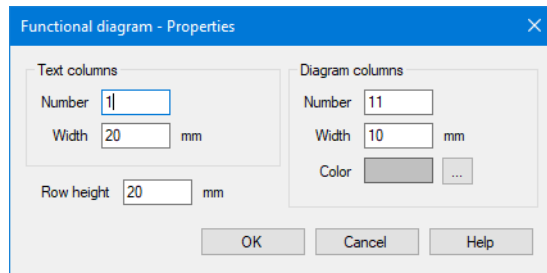 Functional diagram - Properties
Text columns
Number 1
Width 20 mm
Row height 20 mm
Diagram columns
Number 11
Width 10 mm
Color ...
OK Cancel Help